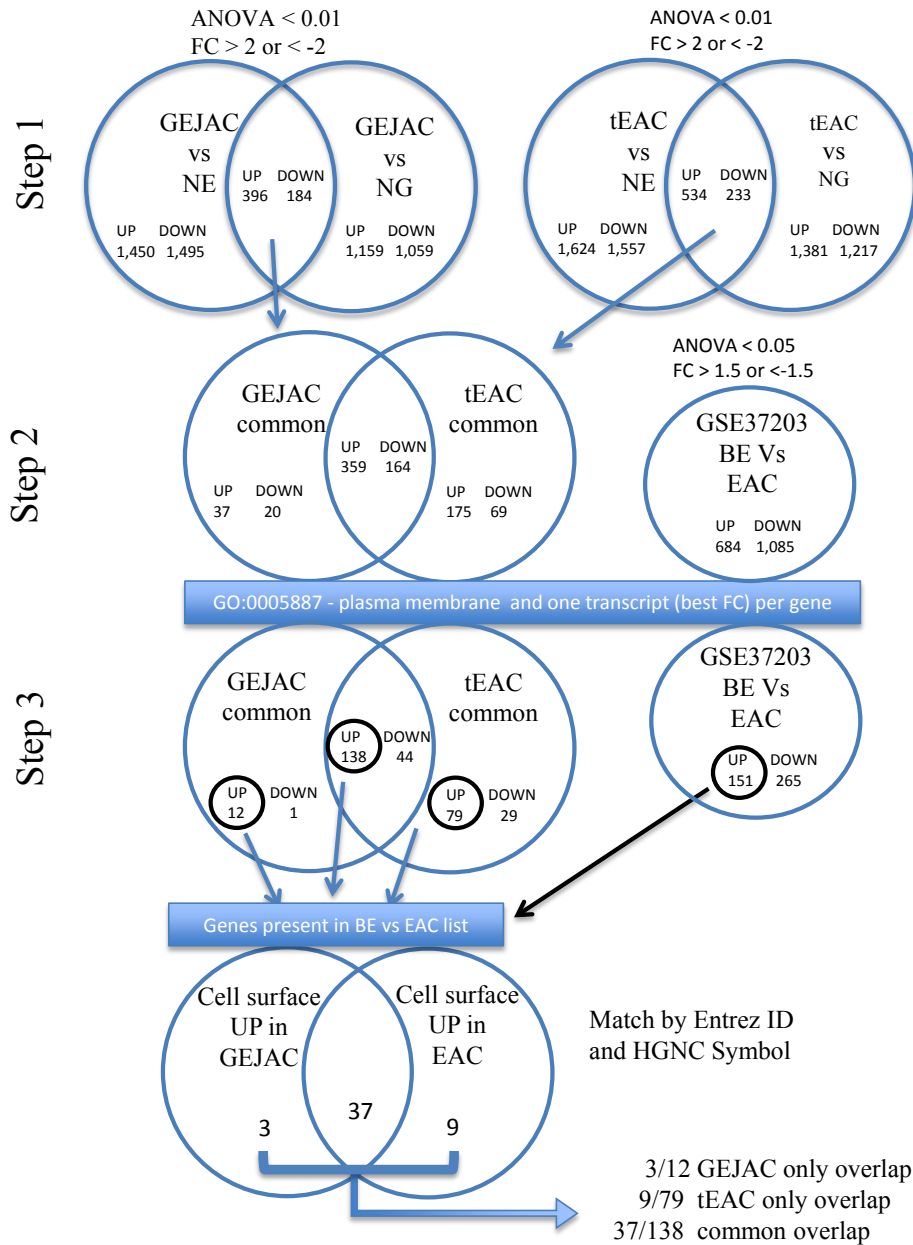 ANOVA < 0.01
FC > 2 or < -2
ANOVA < 0.01
FC > 2 or < -2
Step 1
GEJAC
vs
NE
UP DOWN
1,450 1,495
UP DOWN
396 184
GEJAC
vs
NG
UP DOWN
1,159 1,059
tEAC
vs
NE
UP DOWN
1,624 1,557
UP DOWN
534 233
tEAC
vs
NG
UP DOWN
1,381 1,217
Step 2
GEJAC
common
UP DOWN
37 20
UP DOWN
359 164
tEAC
common
UP DOWN
175 69
ANOVA < 0.05
FC > 1.5 or <-1.5
GSE37203
BE Vs
EAC
UP DOWN
684 1,085
GO:0005887 - plasma membrane and one transcript (best FC) per gene
Step 3
GEJAC
common
UP DOWN
12 1
UP DOWN
138 44
tEAC
common
UP DOWN
79 29
GSE37203
BE Vs
EAC
UP DOWN
151 265
Genes present in BE vs EAC list
Cell surface
UP in
GEJAC
3
37
Cell surface
UP in
EAC
9
Match by Entrez ID
and HGNC Symbol
3/12 GEJAC only overlap
9/79 tEAC only overlap
37/138 common overlap